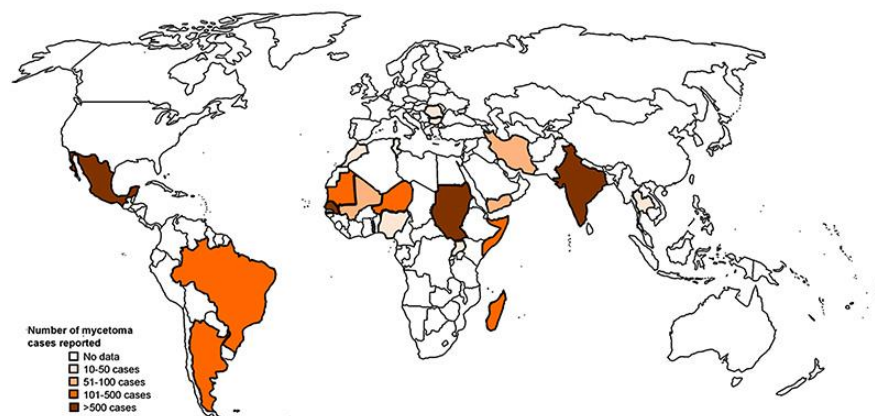 Number of mycetoma
cases reported
No data
10-50 cases
51-100 cases
101-500 cases
>500 cases